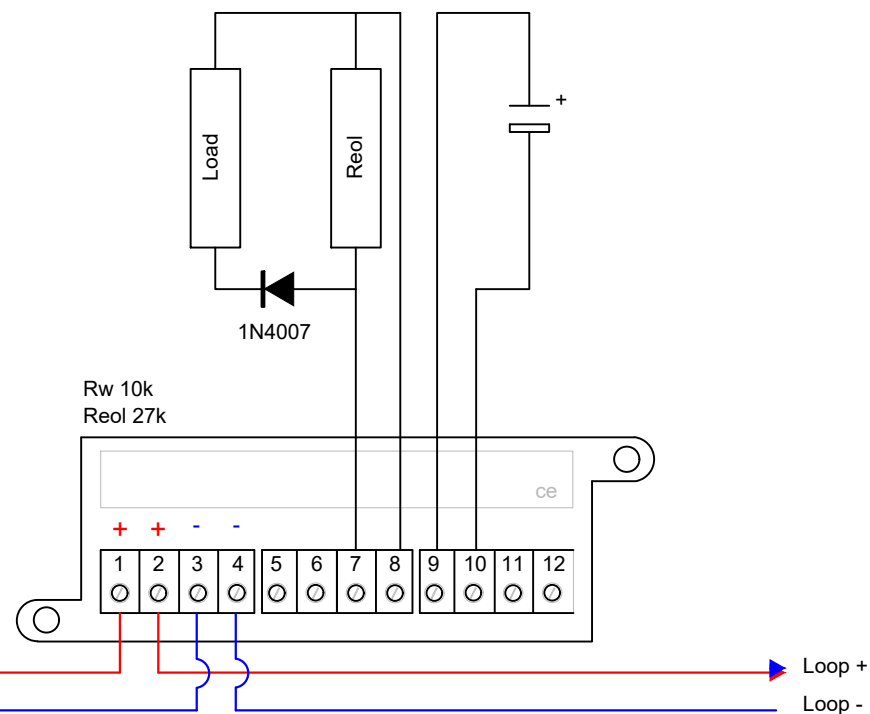 Load
Reol
+
1N4007
Rw 10k
Reol 27k
ce
+ + - -
1 2 3 4 5 6 7 8 9 10 11 12
Loop +
Loop -